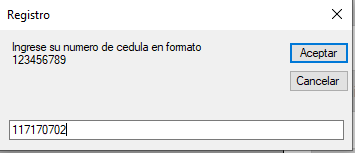 Registro
Ingrese su numero de cedula en formato
123456789
Aceptar
Cancelar
117170702